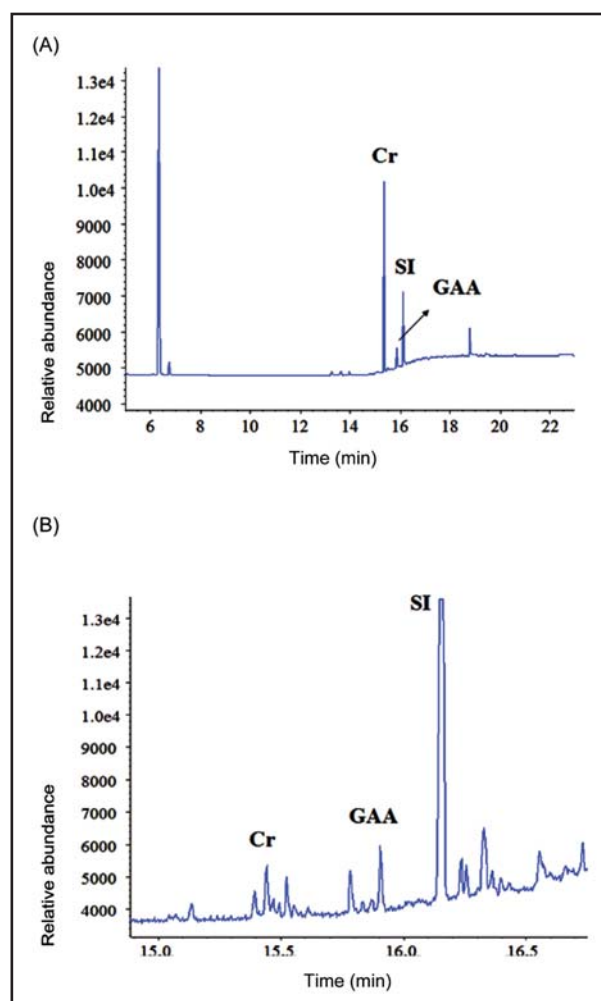 (A)
1.3e4
1.2e4
1.1e4
1.0e4
9000
8000
7000
6000
5000
4000
Relative abundance
Cr
SI
GAA
6 8 10 12 14 16 18 20 22
Time (min)
(B)
1.3e4
1.2e4
1.1e4
1.0e4
9000
8000
7000
6000
5000
4000
Relative abundance
SI
GAA
Cr
15.0 15.5 16.0 16.5
Time (min)